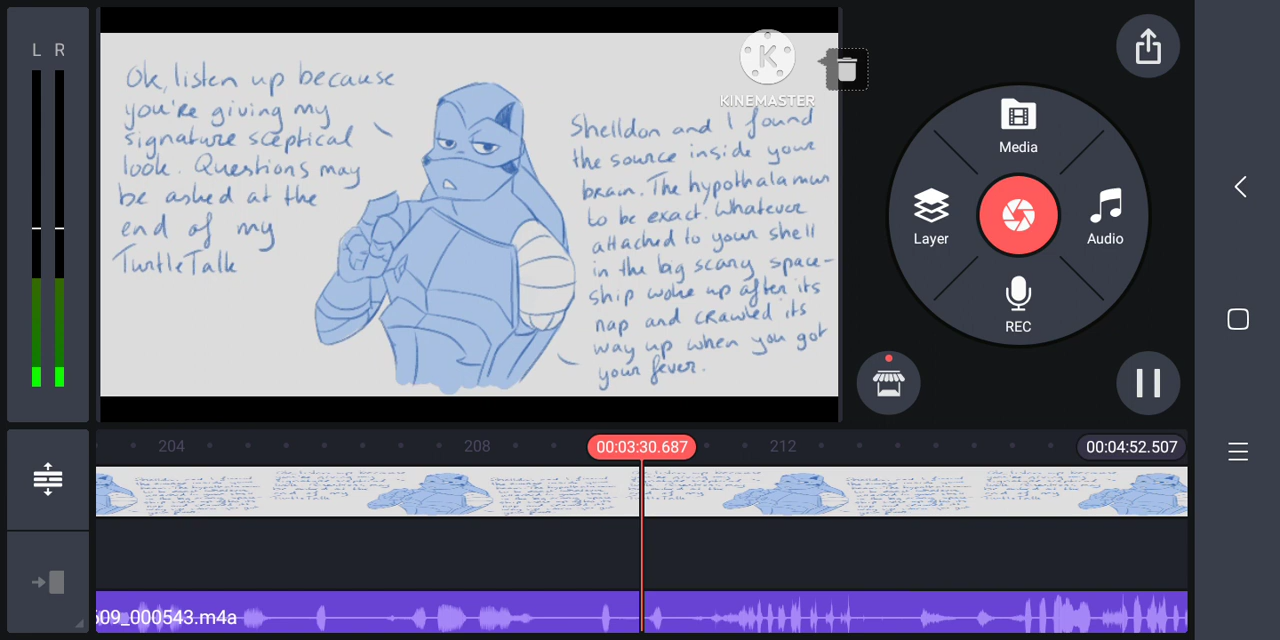 L R
Ok, listen up because
you're giving my
signature sceptical
look. Questions may
be asked at the
end of my
TurtleTalk
KINEMASTER
Shelldon and I found
the source inside your
brain. The hypothalamus
to be exact. Whatever
attached to your shell
in the big scary space-
ship woke up after its
nap and crawled its
way up when you got
your fever.
Media
Layer
Audio
REC
204
208
00:03:30.687
212
00:04:52.507
609_000543.m4a